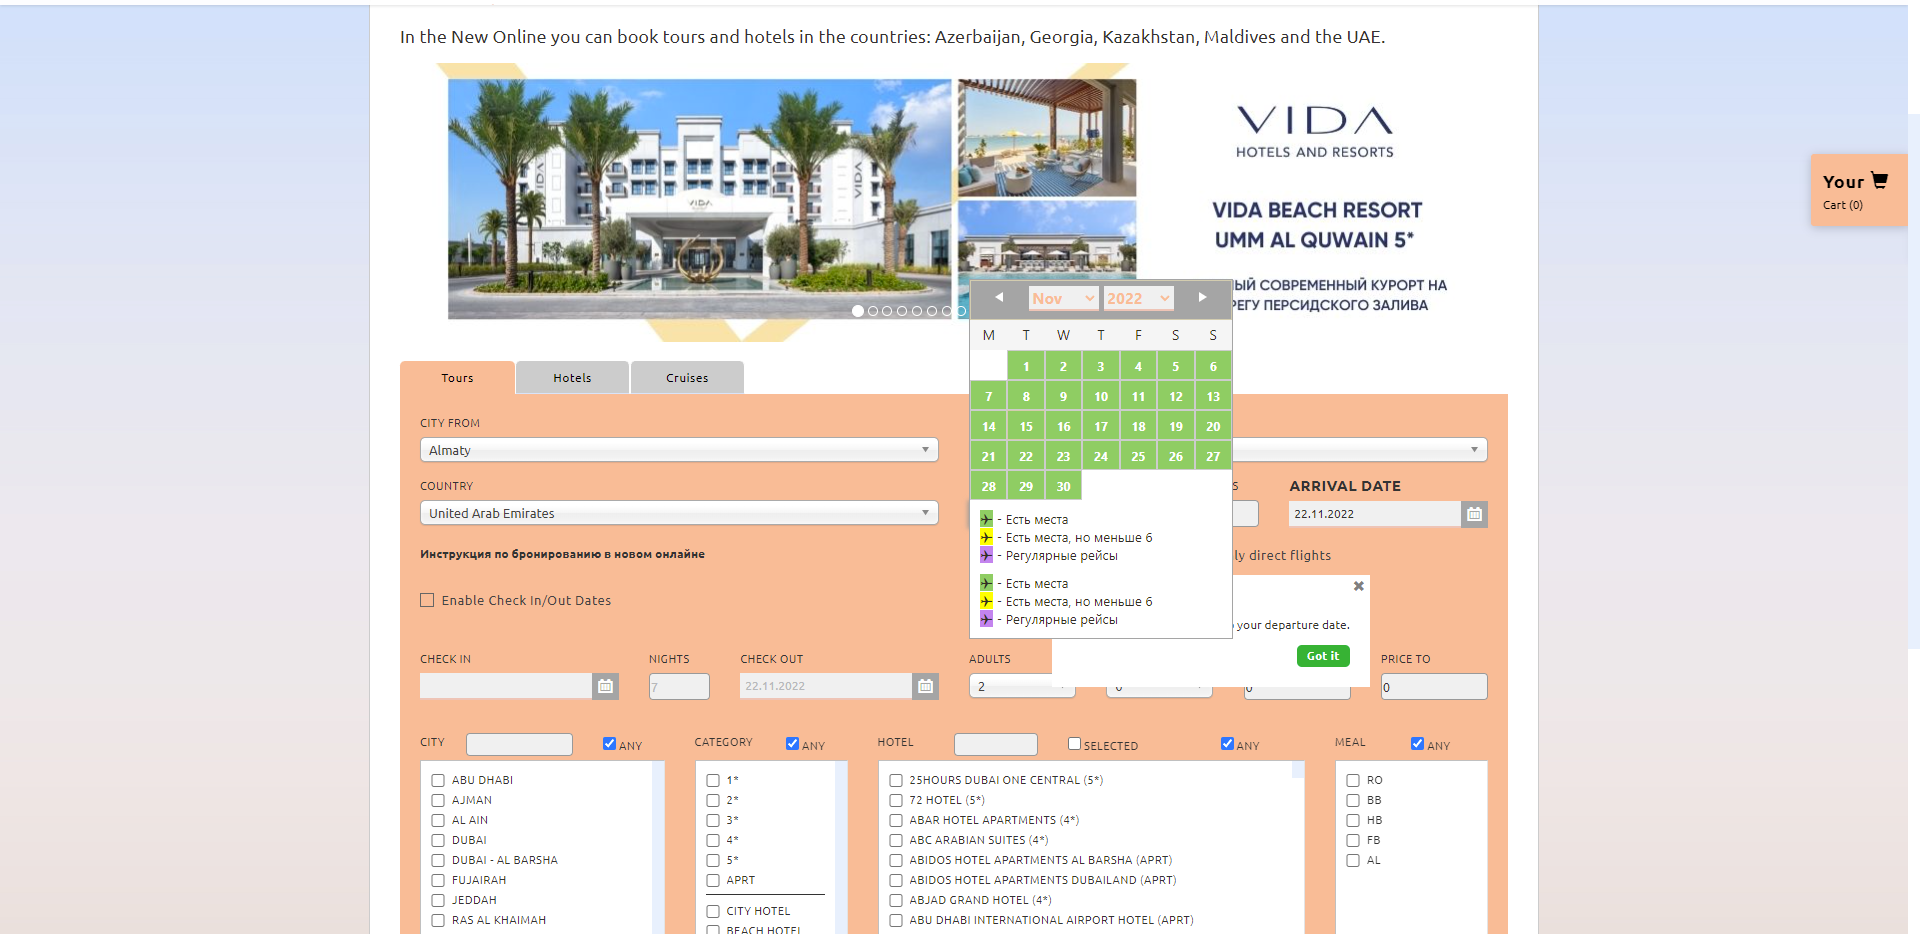 In the New Online you can book tours and hotels in the countries: Azerbaijan, Georgia, Kazakhstan, Maldives and the UAE.
VIDA
HOTELS AND RESORTS
VIDA BEACH RESORT
UMM AL QUWAIN 5*
СОВРЕМЕННЫЙ КУРОРТ НА
ПЕРСИДСКОГО ЗАЛИВА
VIDA
VIDA
VIDA
Your
Cart (0)
Nov 2022
M T W T F S S
1 2 3 4 5 6
7 8 9 10 11 12 13
14 15 16 17 18 19 20
21 22 23 24 25 26 27
28 29 30
- Есть места
- Есть места, но меньше 6
- Регулярные рейсы
- Есть места
- Есть места, но меньше 6
- Регулярные рейсы
Tours Hotels Cruises
CITY FROM
Almaty
COUNTRY
United Arab Emirates
ARRIVAL DATE
22.11.2022
Инструкция по бронированию в новом онлайне
direct flights
Enable Check In/Out Dates
your departure date.
Got it
CHECK IN NIGHTS CHECK OUT ADULTS PRICE TO
7 22.11.2022 2 0 0 0
CITY ANY CATEGORY ANY HOTEL SELECTED ANY MEAL ANY
ABU DHABI 1* 25HOURS DUBAI ONE CENTRAL (5*) RO
AJMAN 2* 72 HOTEL (5*) BB
AL AIN 3* ABAR HOTEL APARTMENTS (4*) HB
DUBAI 4* ABC ARABIAN SUITES (4*) FB
DUBAI - AL BARSHA 5* ABIDOS HOTEL APARTMENTS AL BARSHA (APRT) AL
FUJAIRAH APRT ABIDOS HOTEL APARTMENTS DUBAILAND (APRT)
JEDDAH ABJAD GRAND HOTEL (4*)
RAS AL KHAIMAH CITY HOTEL ABU DHABI INTERNATIONAL AIRPORT HOTEL (APRT)
BEACH HOTEL